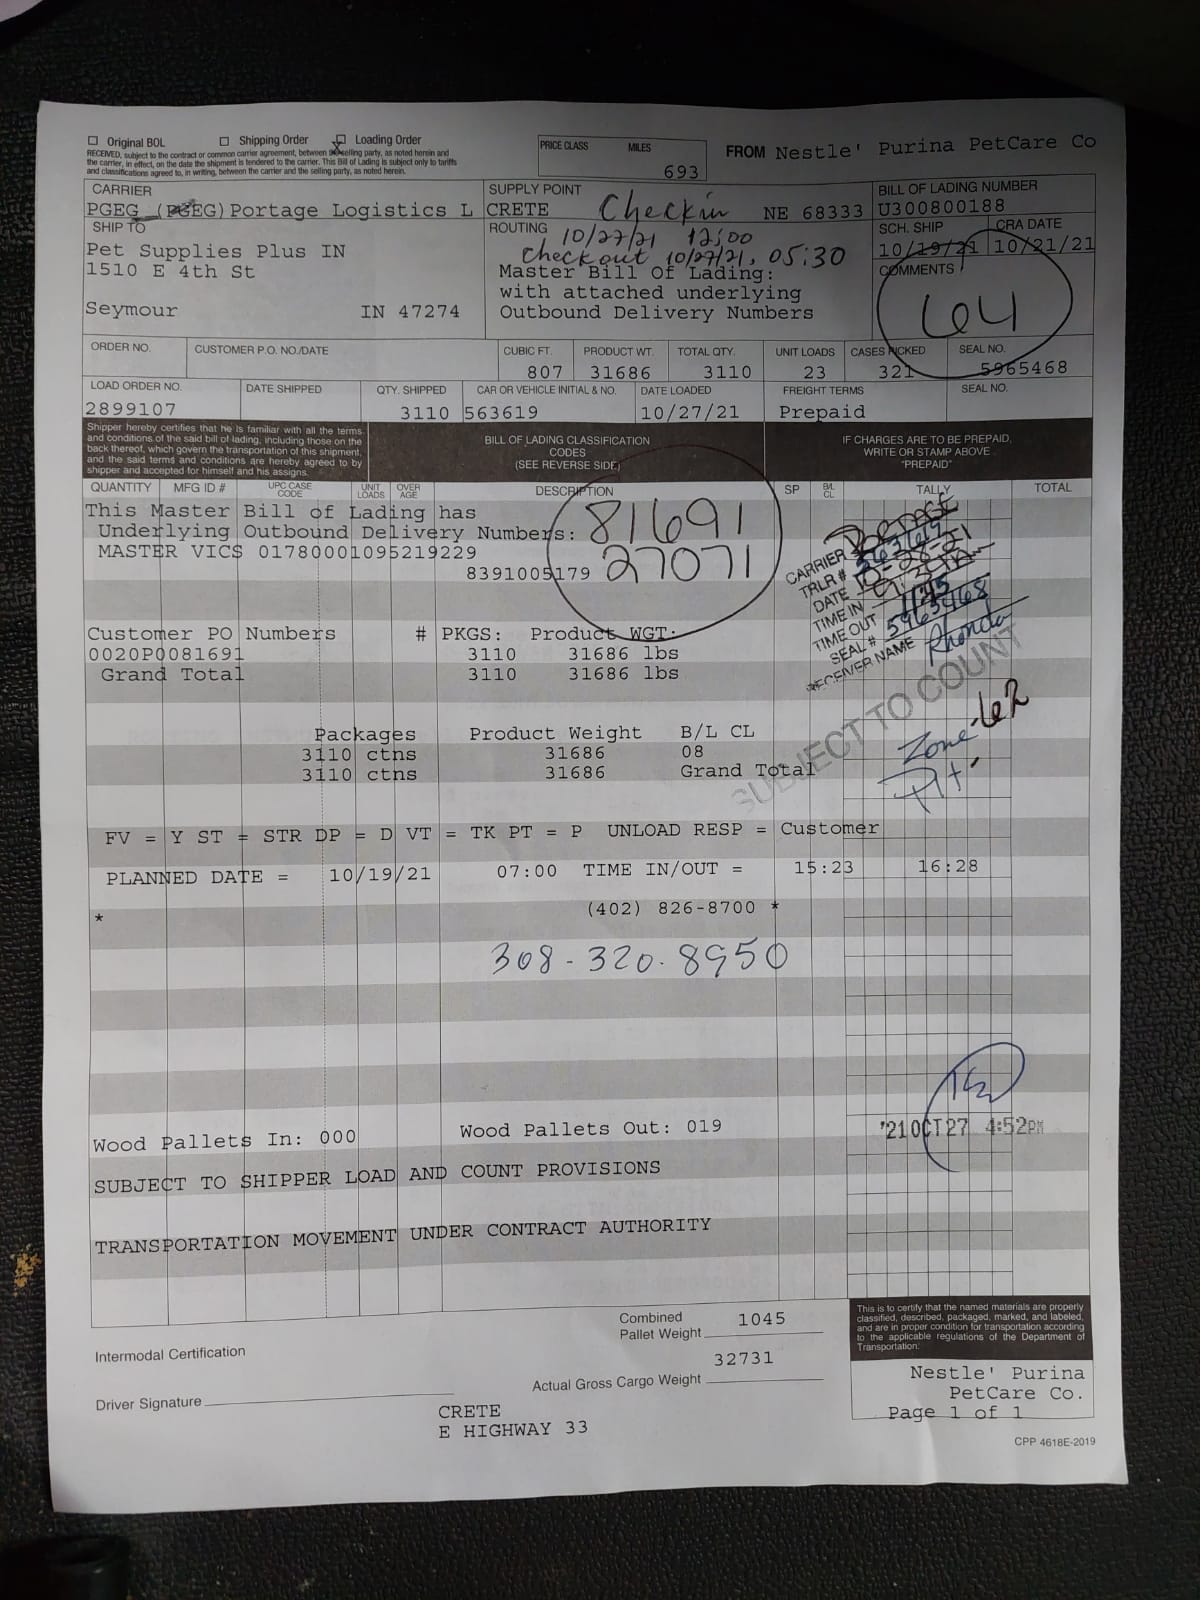 ☐ Original BOL ☐ Shipping Order ☒ Loading Order
RECEIVED, subject to the contract or common carrier agreement, between selling party, as noted herein and
the carrier, in effect, on the date the shipment is tendered to the carrier. This Bill of Lading is subject only to tariffs
and classifications agreed to, in writing, between the carrier and the selling party, as noted herein.
PRICE CLASS MILES
693
FROM Nestle' Purina PetCare Co
CARRIER
PGEG (PGEG) Portage Logistics L
SUPPLY POINT
CRETE Checkin NE 68333
BILL OF LADING NUMBER
U300800188
SHIP TO
Pet Supplies Plus IN
1510 E 4th St
Seymour IN 47274
ROUTING
10/27/21 12:00
Checkout 10/27/21, 05:30
Master Bill Of Lading:
with attached underlying
Outbound Delivery Numbers
SCH. SHIP CRA DATE
10/19/21 10/21/21
COMMENTS
64
ORDER NO. CUSTOMER P.O. NO./DATE CUBIC FT. PRODUCT WT. TOTAL QTY. UNIT LOADS CASES PICKED SEAL NO.
807 31686 3110 23 321 5965468
LOAD ORDER NO. DATE SHIPPED QTY. SHIPPED CAR OR VEHICLE INITIAL & NO. DATE LOADED FREIGHT TERMS SEAL NO.
2899107 3110 563619 10/27/21 Prepaid
Shipper hereby certifies that he is familiar with all the terms
and conditions of the said bill of lading, including those on the
back thereof, which govern the transportation of this shipment,
and the said terms and conditions are hereby agreed to by
shipper and accepted for himself and his assigns.
BILL OF LADING CLASSIFICATION
CODES
(SEE REVERSE SIDE)
IF CHARGES ARE TO BE PREPAID,
WRITE OR STAMP ABOVE
"PREPAID"
QUANTITY MFG ID # UPC CASE CODE UNIT LOADS OVER AGE DESCRIPTION SP B/L CL TALLY TOTAL
This Master Bill of Lading has
Underlying Outbound Delivery Numbers:
MASTER VICS 01780001095219229
8391005179
81691
27071
CARRIER Portage
TRLR # 563619
DATE 10-28-21
TIME IN
TIME OUT 1125
SEAL # 5965468
RECEIVER NAME Rhonda
SUBJECT TO COUNT
Customer PO Numbers # PKGS: Product WGT:
0020P0081691 3110 31686 lbs
Grand Total 3110 31686 lbs
Zone-62
Packages Product Weight B/L CL
3110 ctns 31686 08
3110 ctns 31686 Grand Total
FV = Y ST = STR DP = D VT = TK PT = P UNLOAD RESP = Customer
PLANNED DATE = 10/19/21 07:00 TIME IN/OUT = 15:23 16:28
* (402) 826-8700 *
308-320.8950
Wood Pallets In: 000 Wood Pallets Out: 019
'21OCT27 4:52PM
SUBJECT TO SHIPPER LOAD AND COUNT PROVISIONS
TRANSPORTATION MOVEMENT UNDER CONTRACT AUTHORITY
Combined
Pallet Weight 1045
This is to certify that the named materials are properly
classified, described, packaged, marked, and labeled,
and are in proper condition for transportation according
to the applicable regulations of the Department of
Transportation.
Intermodal Certification
32731
Actual Gross Cargo Weight
Driver Signature
Nestle' Purina
PetCare Co.
Page 1 of 1
CRETE
E HIGHWAY 33
CPP 4618E-2019